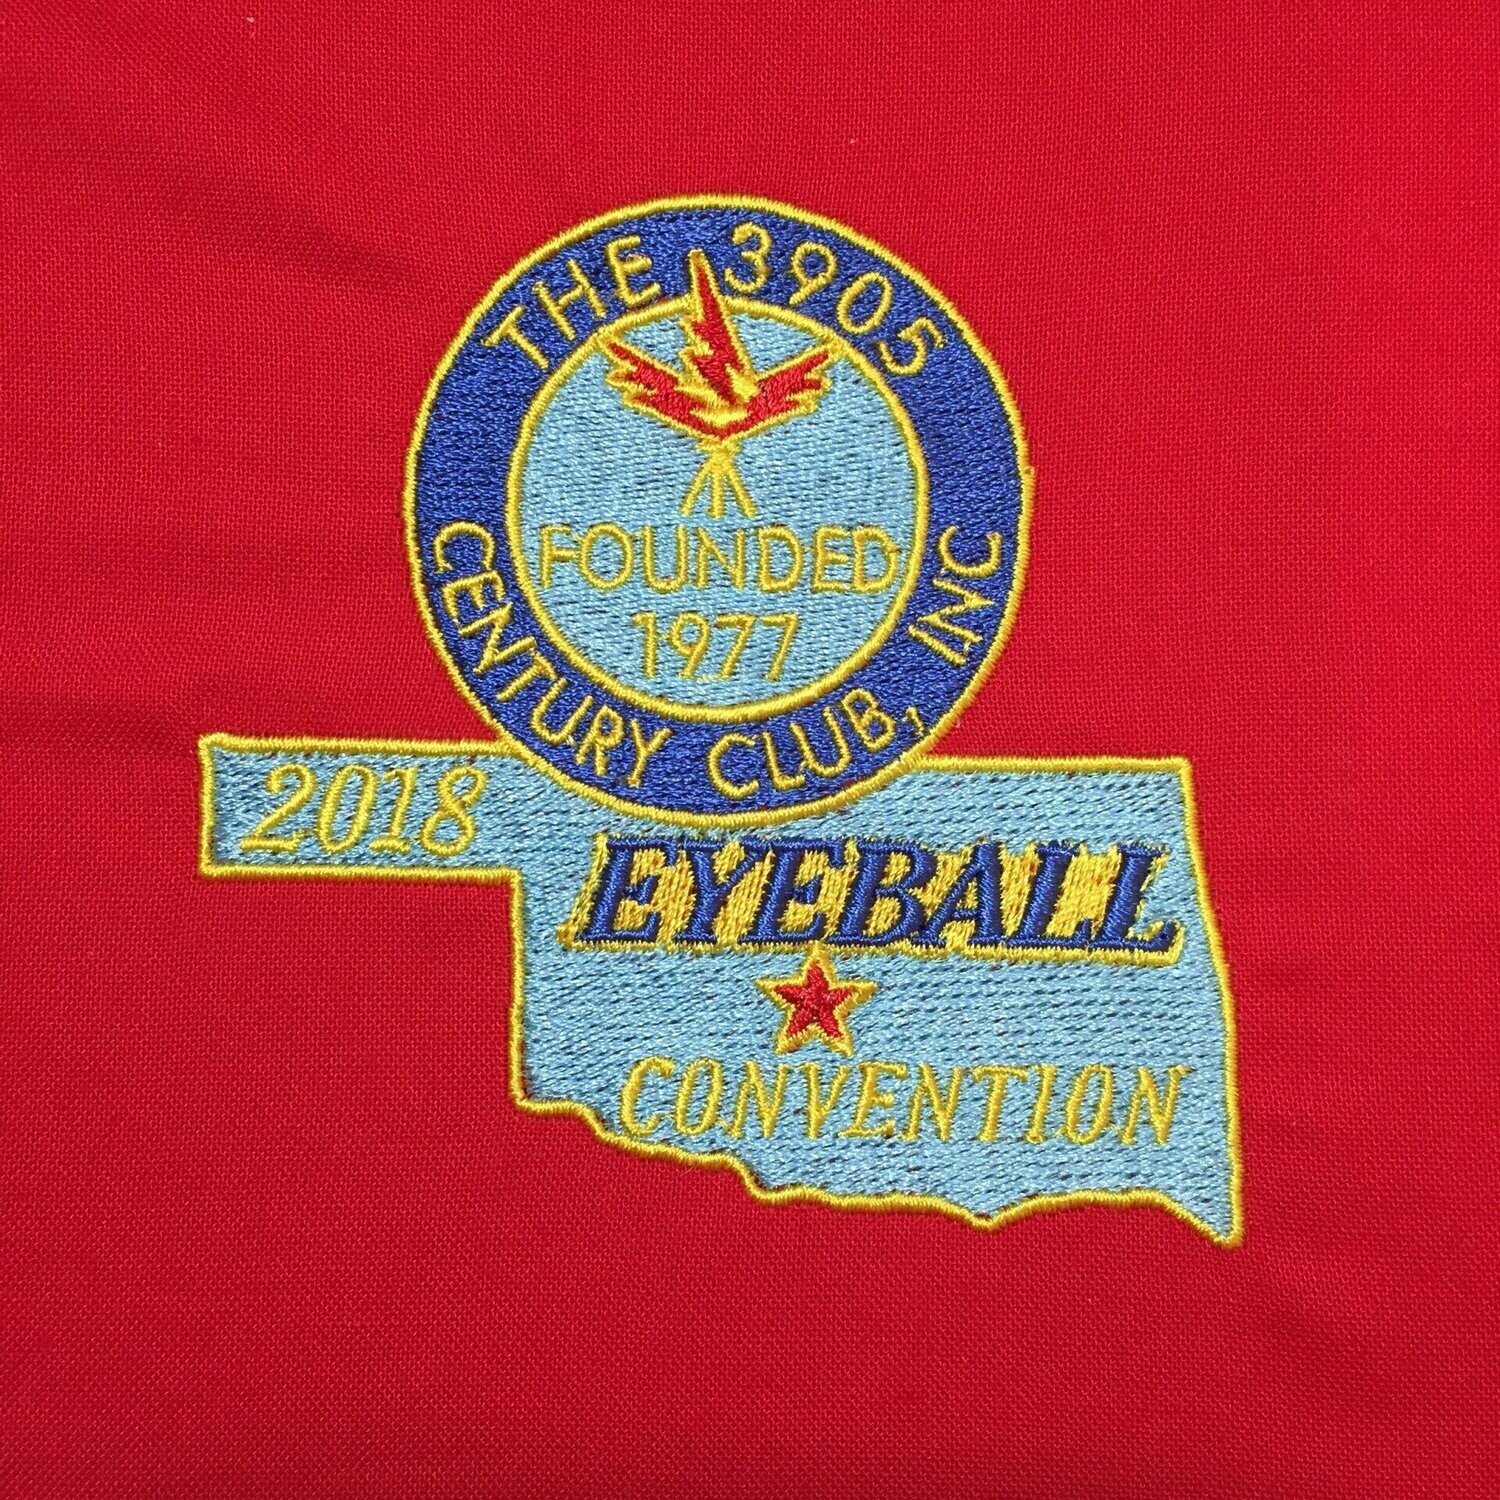 THE 3905
CENTURY CLUB, INC
FOUNDED
1977
2018
EYEBALL
CONVENTION